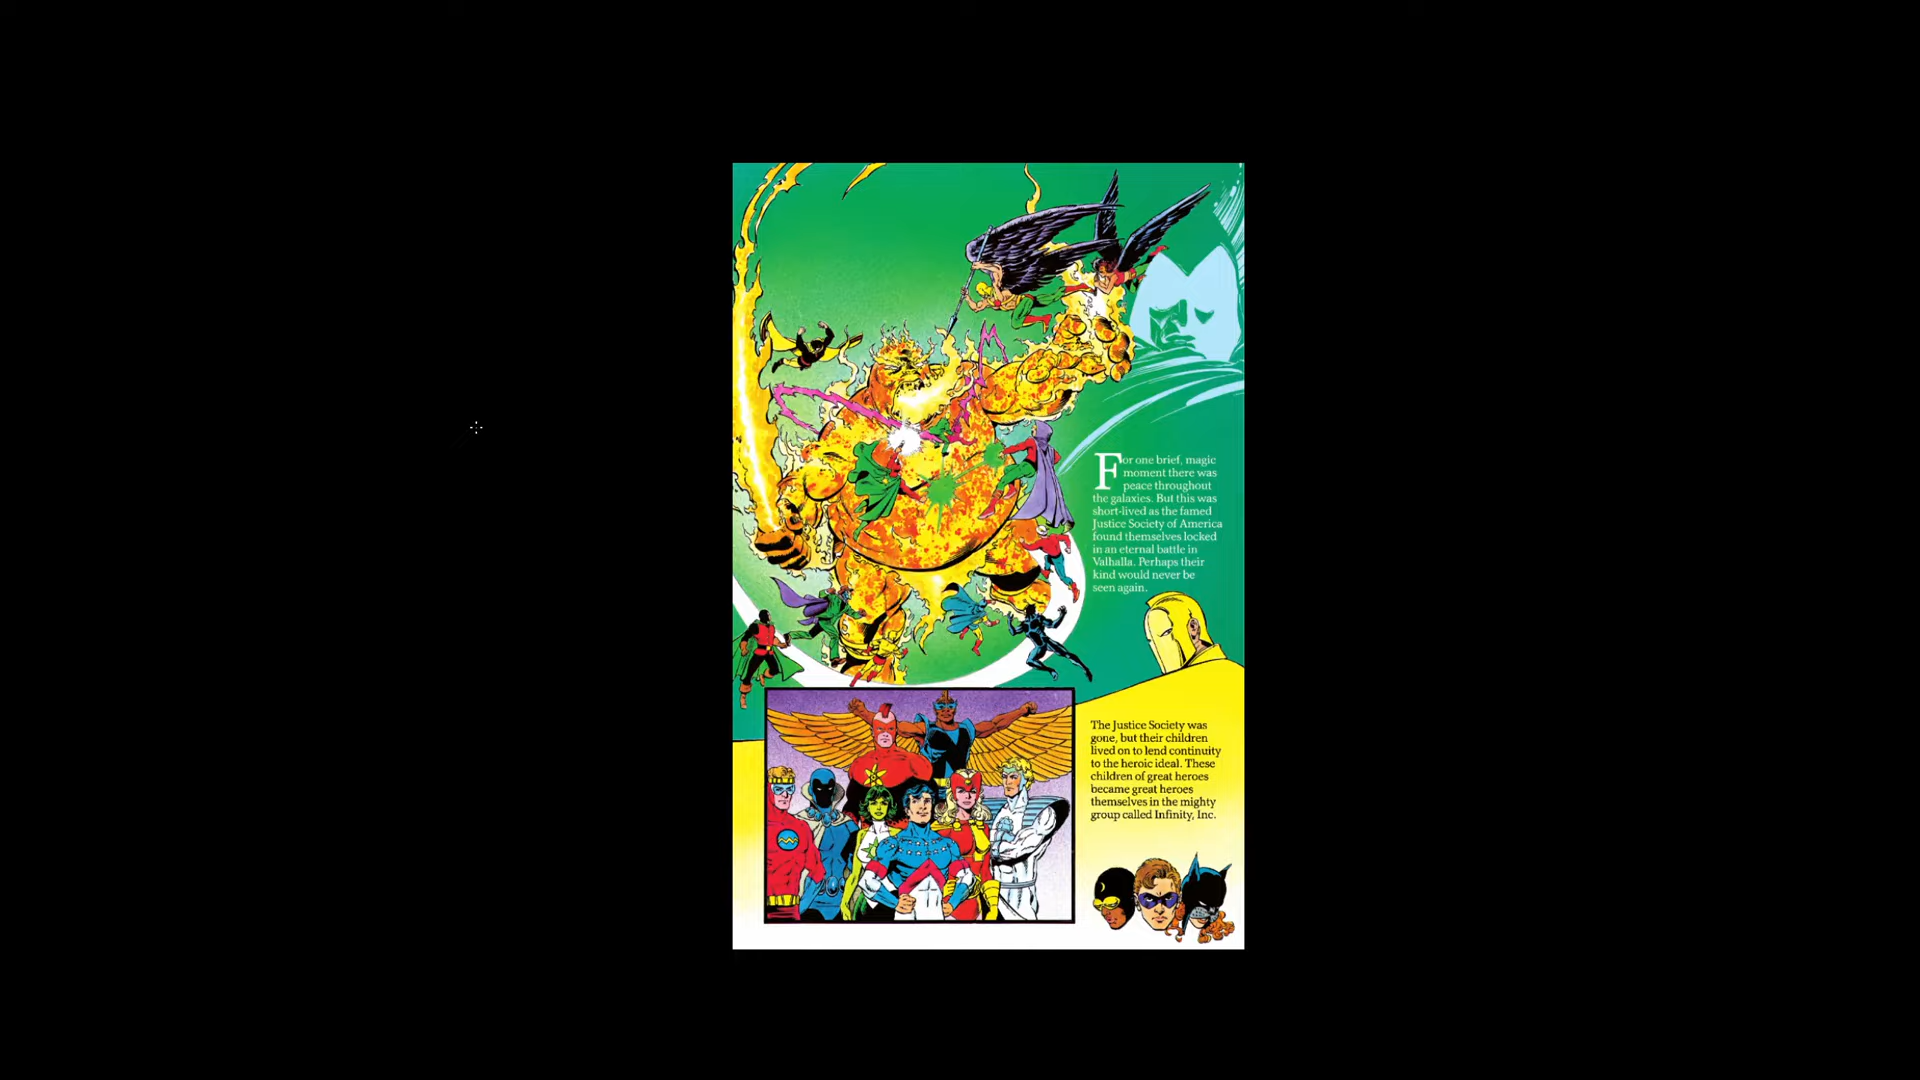 For one brief, magic
moment there was
peace throughout
the galaxies. But this was
short-lived as the famed
Justice Society of America
found themselves locked
in an eternal battle in
Valhalla. Perhaps their
kind would never be
seen again.
The Justice Society was
gone, but their children
lived on to lend continuity
to the heroic ideal. These
children of great heroes
became great heroes
themselves in the mighty
group called Infinity, Inc.